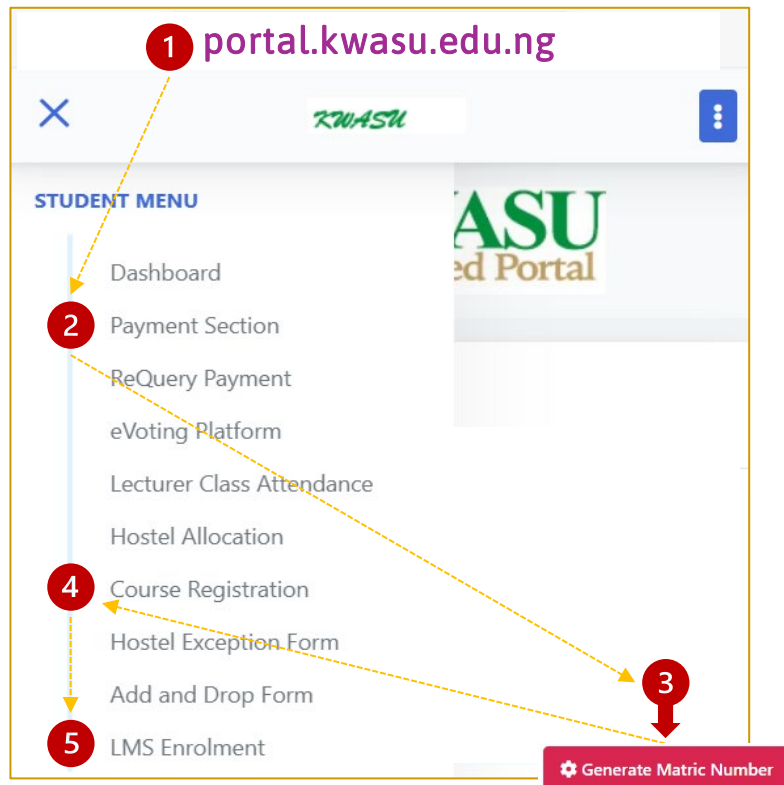 1 portal.kwasu.edu.ng
KWASU
STUDENT MENU
ASU
ed Portal
Dashboard
2 Payment Section
ReQuery Payment
eVoting Platform
Lecturer Class Attendance
Hostel Allocation
4 Course Registration
Hostel Exception Form
3
Add and Drop Form
5 LMS Enrolment
Generate Matric Number